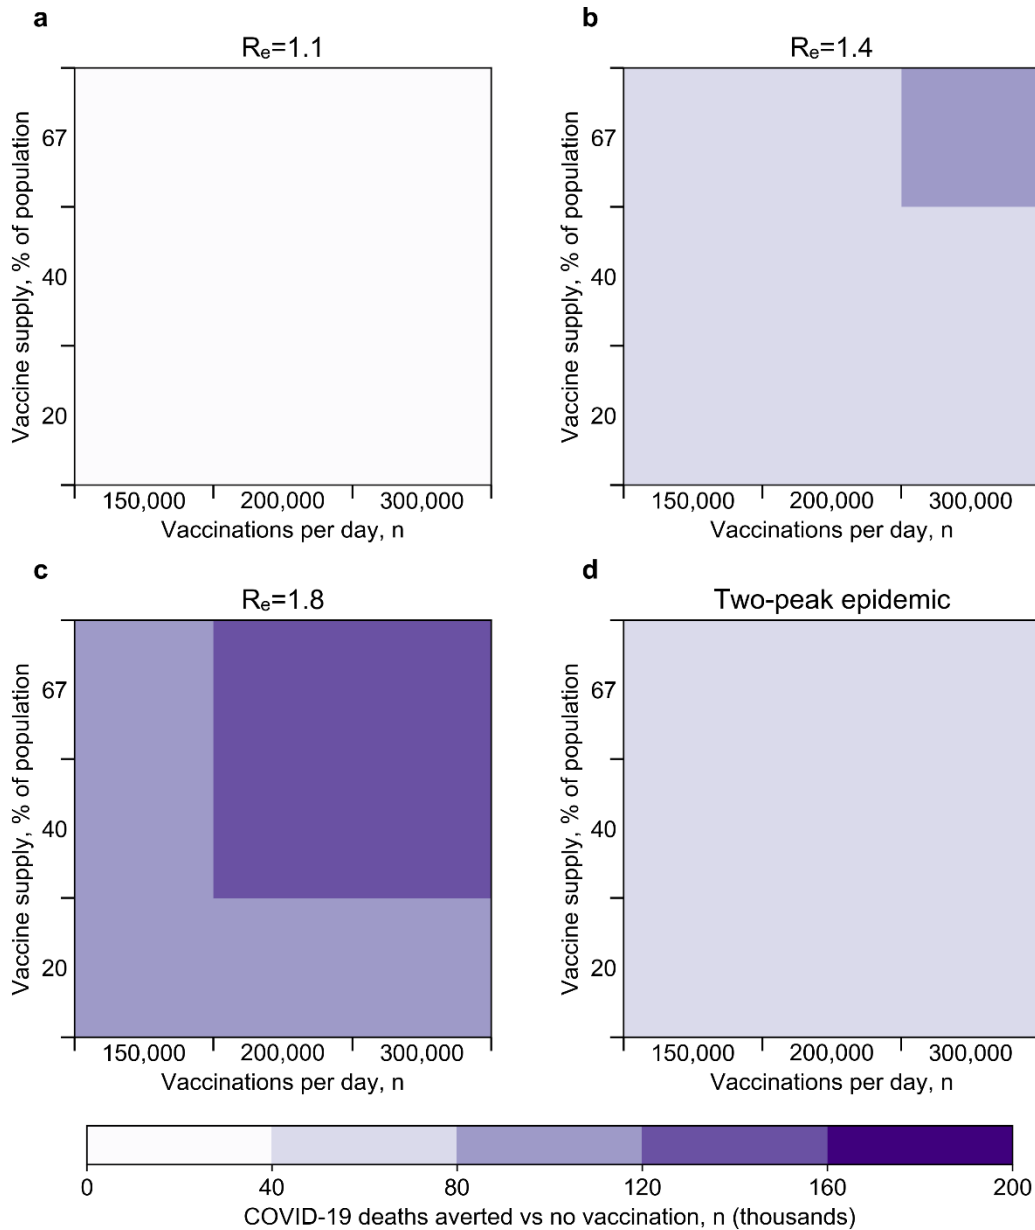 a
Rₑ=1.1
Vaccine supply, % of population
67
40
20
150,000 200,000 300,000
Vaccinations per day, n
b
Rₑ=1.4
Vaccine supply, % of population
67
40
20
150,000 200,000 300,000
Vaccinations per day, n
c
Rₑ=1.8
Vaccine supply, % of population
67
40
20
150,000 200,000 300,000
Vaccinations per day, n
d
Two-peak epidemic
Vaccine supply, % of population
67
40
20
150,000 200,000 300,000
Vaccinations per day, n
0 40 80 120 160 200
COVID-19 deaths averted vs no vaccination, n (thousands)